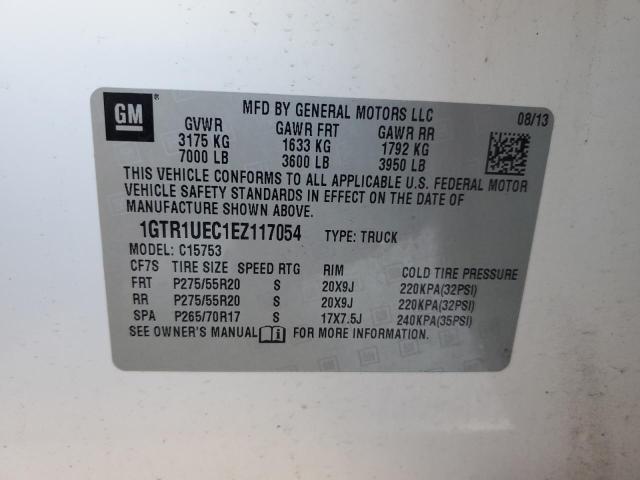 GM ® MFD BY GENERAL MOTORS LLC 08/13
GVWR GAWR FRT GAWR RR
3175 KG 1633 KG 1792 KG
7000 LB 3600 LB 3950 LB
THIS VEHICLE CONFORMS TO ALL APPLICABLE U.S. FEDERAL MOTOR
VEHICLE SAFETY STANDARDS IN EFFECT ON THE DATE OF
MANUFACTURE SHOWN ABOVE.
1GTR1UEC1EZ117054 TYPE: TRUCK
MODEL: C15753
CF7S TIRE SIZE SPEED RTG RIM COLD TIRE PRESSURE
FRT P275/55R20 S 20X9J 220KPA(32PSI)
RR P275/55R20 S 20X9J 220KPA(32PSI)
SPA P265/70R17 S 17X7.5J 240KPA(35PSI)
SEE OWNER'S MANUAL FOR MORE INFORMATION.